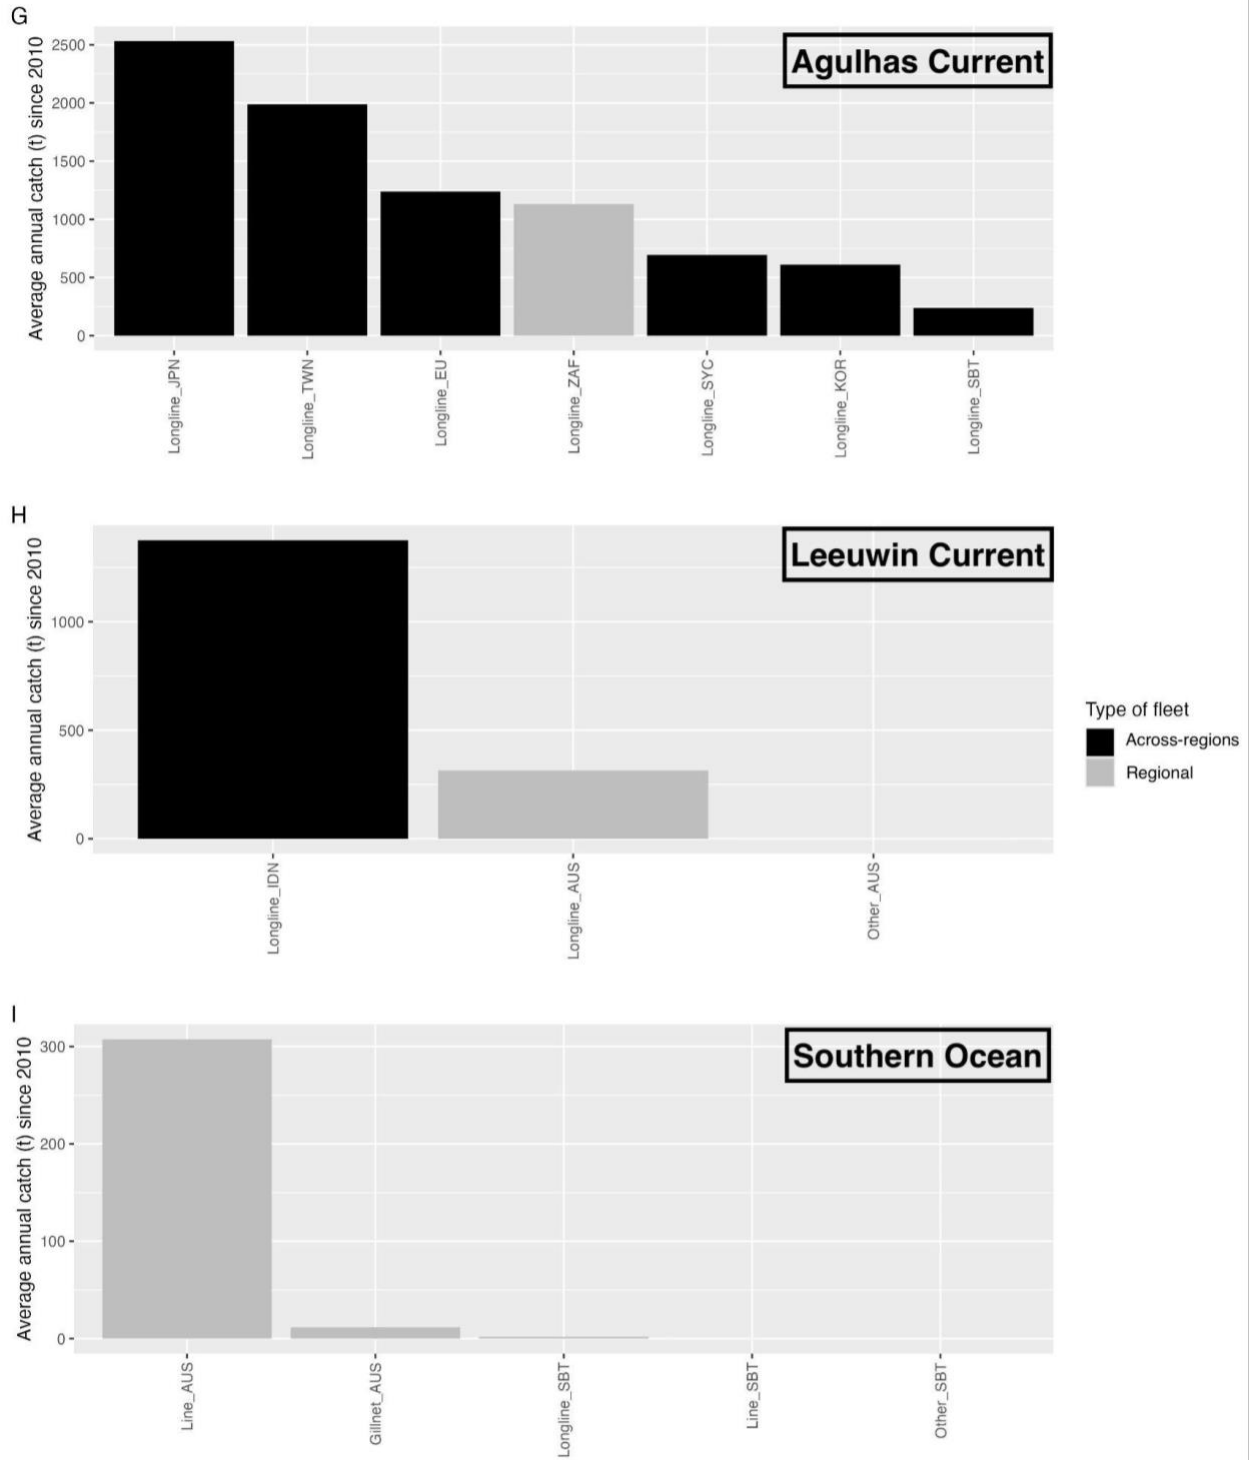 G
Average annual catch (t) since 2010
2500
2000
1500
1000
500
0
Agulhas Current
Longline_JPN
Longline_TWN
Longline_EU
Longline_ZAF
Longline_SYC
Longline_KOR
Longline_SBT
H
Average annual catch (t) since 2010
1000
500
0
Leeuwin Current
Longline_IDN
Longline_AUS
Other_AUS
Type of fleet
Across-regions
Regional
I
Average annual catch (t) since 2010
300
200
100
0
Southern Ocean
Line_AUS
Gillnet_AUS
Longline_SBT
Line_SBT
Other_SBT